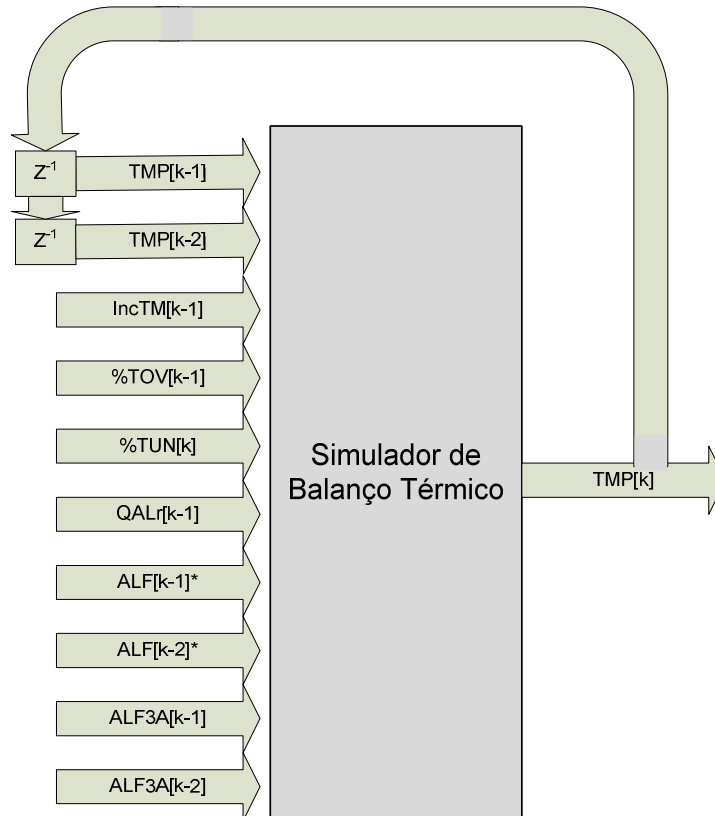 Z⁻¹
TMP[k-1]
Z⁻¹
TMP[k-2]
IncTM[k-1]
%TOV[k-1]
%TUN[k]
QALr[k-1]
ALF[k-1]*
ALF[k-2]*
ALF3A[k-1]
ALF3A[k-2]
Simulador de
Balanço Térmico
TMP[k]